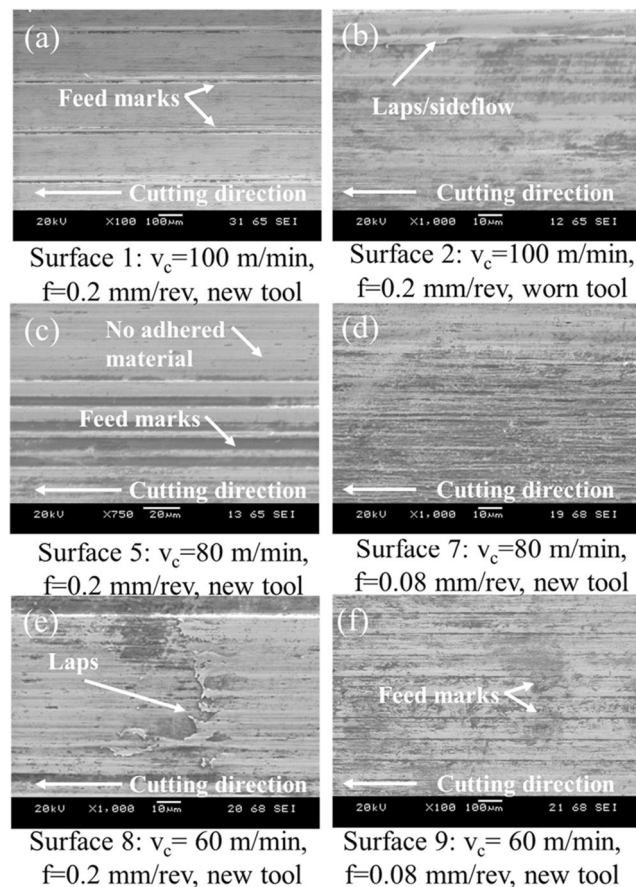 (a)
Feed marks
Cutting direction
20kV X100 100μm 31 65 SEI
Surface 1: vc=100 m/min,
f=0.2 mm/rev, new tool
(b)
Laps/sideflow
Cutting direction
20kV X1,000 10μm 12 65 SEI
Surface 2: vc=100 m/min,
f=0.2 mm/rev, worn tool
(c)
No adhered
material
Feed marks
Cutting direction
20kV X750 20μm 13 65 SEI
Surface 5: vc=80 m/min,
f=0.2 mm/rev, new tool
(d)
Cutting direction
20kV X1,000 10μm 19 68 SEI
Surface 7: vc=80 m/min,
f=0.08 mm/rev, new tool
(e)
Laps
Cutting direction
20kV X1,000 10μm 20 68 SEI
Surface 8: vc= 60 m/min,
f=0.2 mm/rev, new tool
(f)
Feed marks
Cutting direction
20kV X100 100μm 21 68 SEI
Surface 9: vc= 60 m/min,
f=0.08 mm/rev, new tool